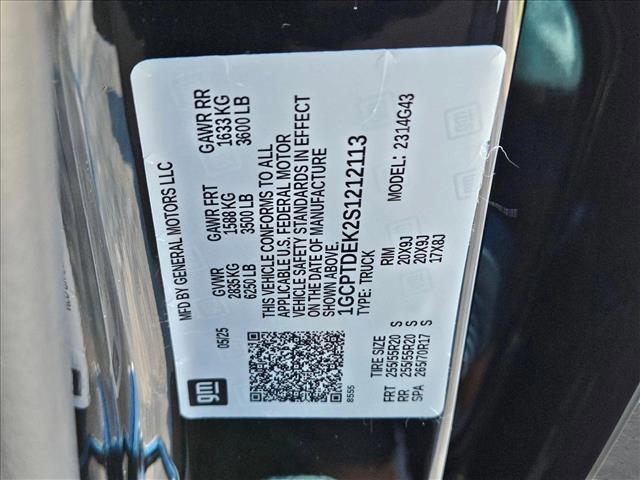 MFD BY GENERAL MOTORS LLC
05/25
GVWR GAWR FRT GAWR RR
2835 KG 1588 KG 1633 KG
6250 LB 3500 LB 3600 LB
THIS VEHICLE CONFORMS TO ALL
APPLICABLE U.S. FEDERAL MOTOR
VEHICLE SAFETY STANDARDS IN EFFECT
ON THE DATE OF MANUFACTURE
SHOWN ABOVE.
1GCPTDEK2S1212113
TYPE: TRUCK MODEL: 2314G43
gm
8555
TIRE SIZE RIM
FRT 255/55R20 S 20X9J
RR 255/55R20 S 20X9J
SPA 265/70R17 S 17X8J